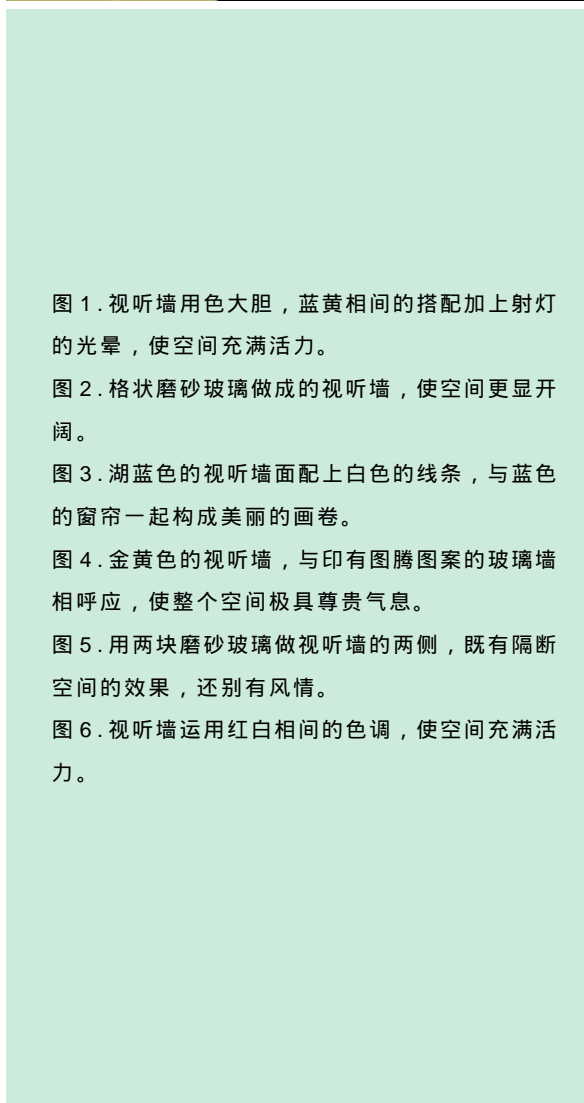 图1.视听墙用色大胆，蓝黄相间的搭配加上射灯
的光晕，使空间充满活力。
图2.格状磨砂玻璃做成的视听墙，使空间更显开
阔。
图3.湖蓝色的视听墙面配上白色的线条，与蓝色
的窗帘一起构成美丽的画卷。
图4.金黄色的视听墙，与印有图腾图案的玻璃墙
相呼应，使整个空间极具尊贵气息。
图5.用两块磨砂玻璃做视听墙的两侧，既有隔断
空间的效果，还别有风情。
图6.视听墙运用红白相间的色调，使空间充满活
力。